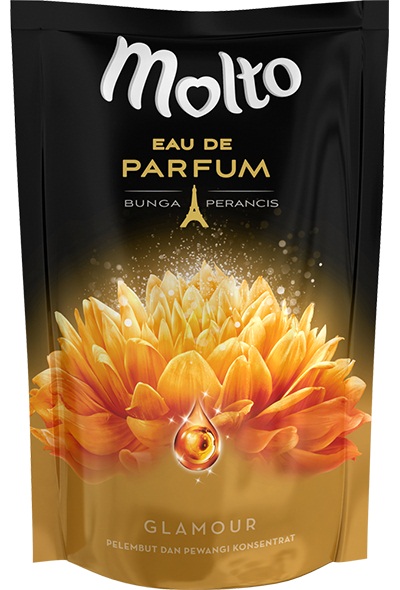 Molto
EAU DE
PARFUM
BUNGA PERANCIS
GLAMOUR
PELEMBUT DAN PEWANGI KONSENTRAT